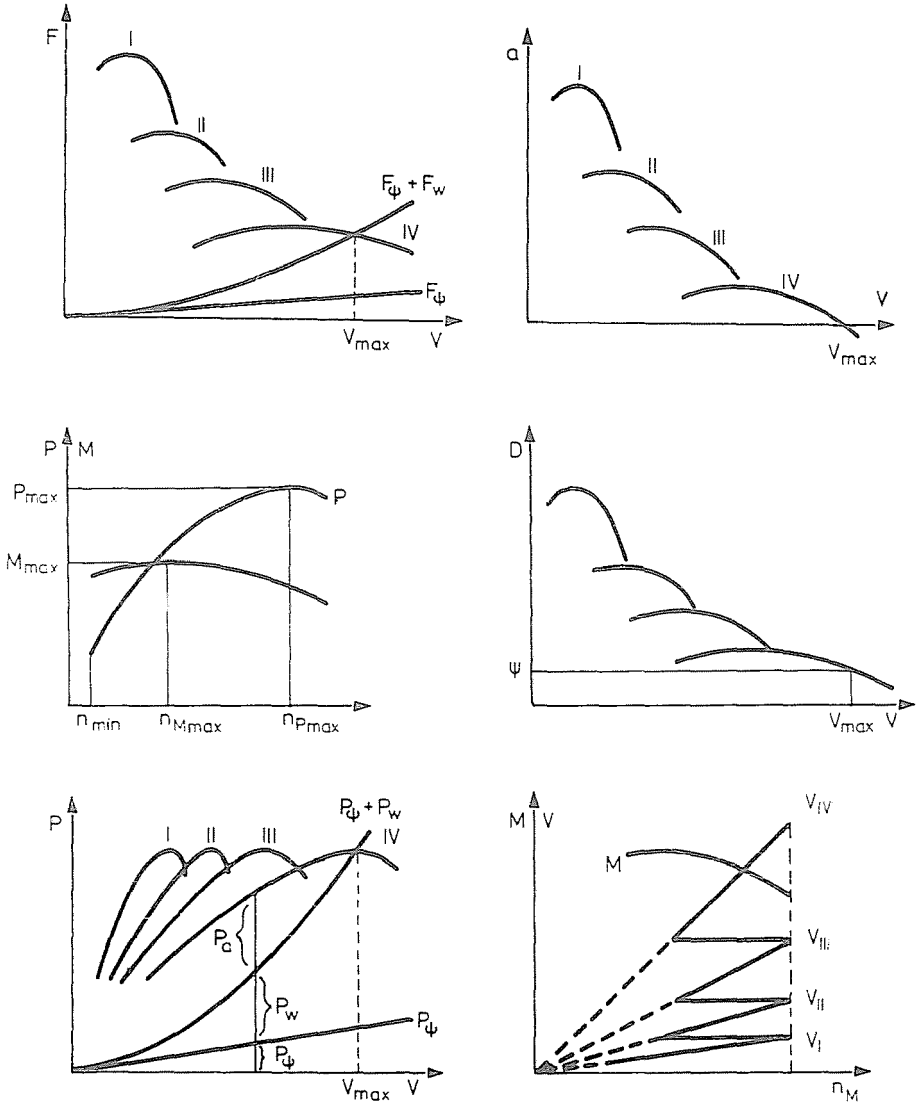 F
I
II
III
F_ψ + F_w
IV
F_ψ
V_max V
a
I
II
III
IV
V
V_max
P M
P_max
P
M_max
n_min n_Mmax n_Pmax
D
ψ
V_max V
P
I II III
P_ψ + P_w
IV
P_a
P_w
P_ψ
P_ψ
V_max V
M V
V_IV
M
V_III
V_II
V_I
n_M